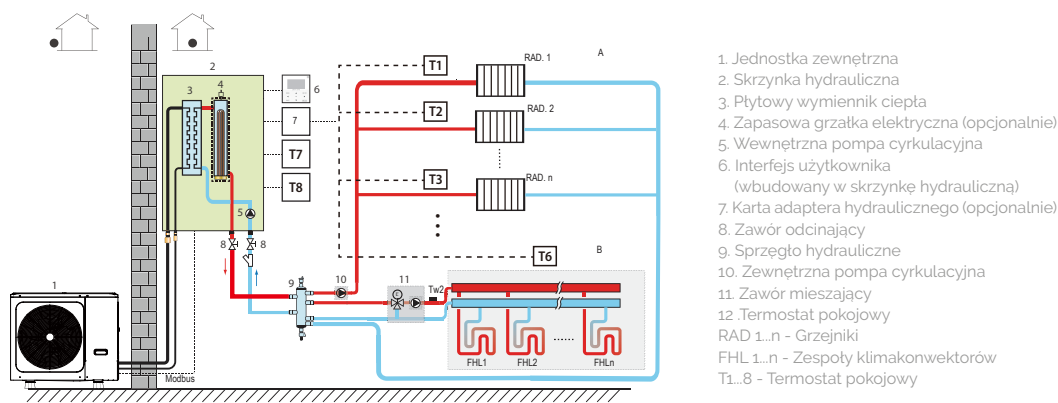 1
2
3
4
5
6
7
T7
T8
8
8
Modbus
9
10
11
Tw2
T1
T2
T3
T6
RAD. 1
RAD. 2
RAD. n
A
B
FHL1
FHL2
FHLn
1. Jednostka zewnętrzna
2. Skrzynka hydrauliczna
3. Płytowy wymiennik ciepła
4. Zapasowa grzałka elektryczna (opcjonalnie)
5. Wewnętrzna pompa cyrkulacyjna
6. Interfejs użytkownika
(wbudowany w skrzynkę hydrauliczną)
7. Karta adaptera hydraulicznego (opcjonalnie)
8. Zawór odcinający
9. Sprzęgło hydrauliczne
10. Zewnętrzna pompa cyrkulacyjna
11. Zawór mieszający
12 .Termostat pokojowy
RAD 1...n - Grzejniki
FHL 1...n - Zespoły klimakonwektorów
T1...8 - Termostat pokojowy